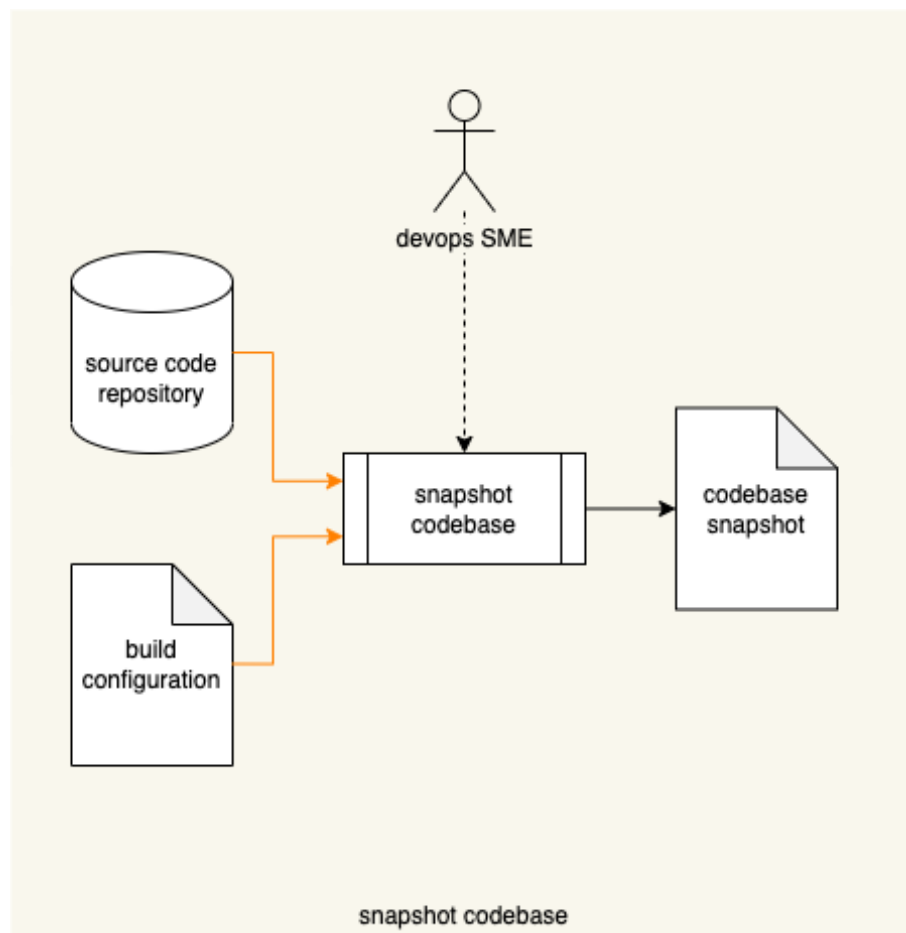 devops SME
source code
repository
snapshot
codebase
codebase
snapshot
build
configuration
snapshot codebase